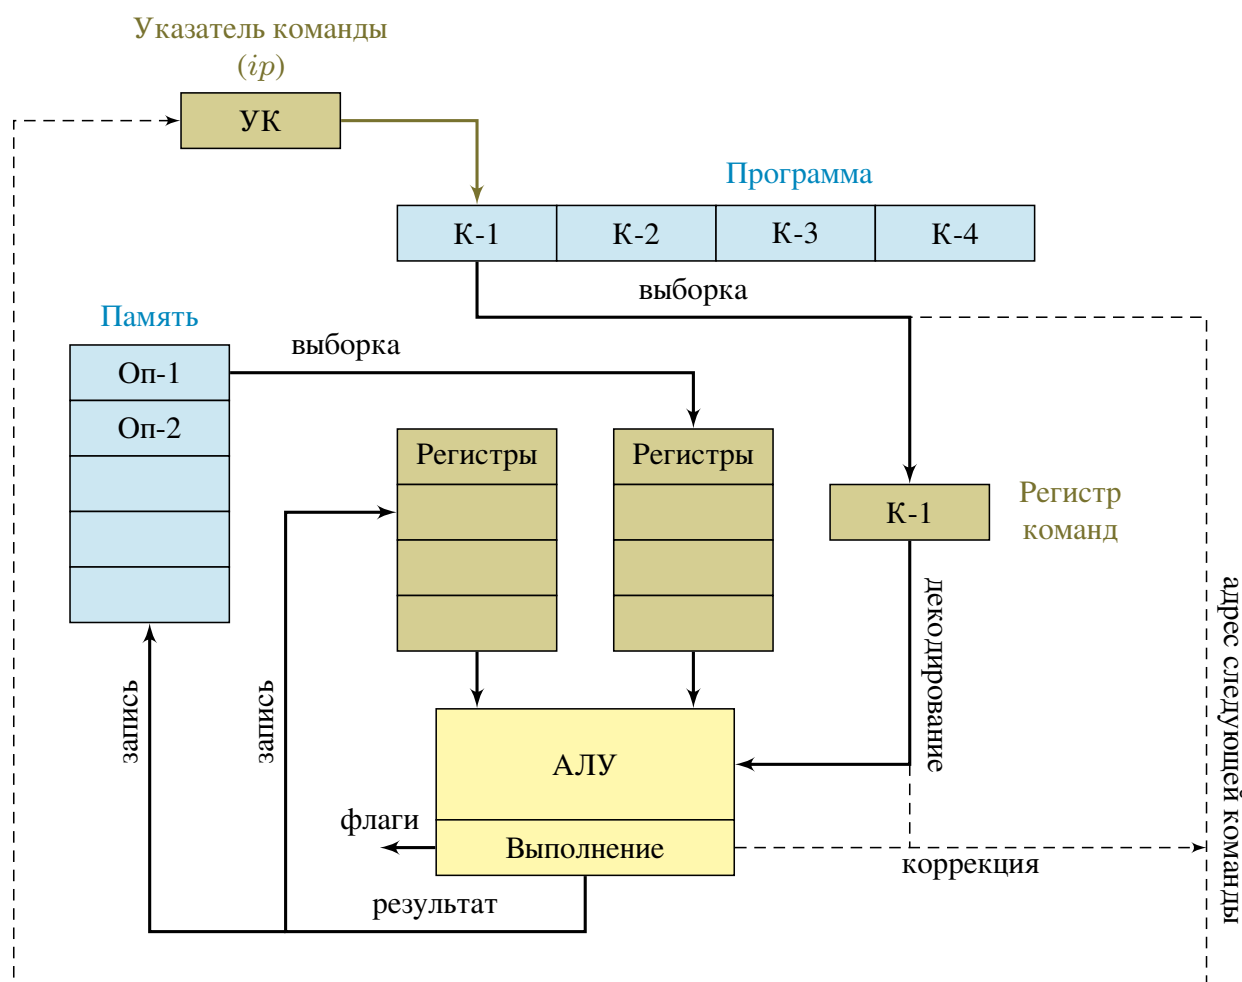 Указатель команды
(ip)
УК
Программа
К-1 К-2 К-3 К-4
выборка
Память
выборка
Оп-1
Оп-2
Регистры Регистры
К-1
Регистр
команд
декодирование
адрес следующей команды
запись
запись
АЛУ
флаги
Выполнение
коррекция
результат